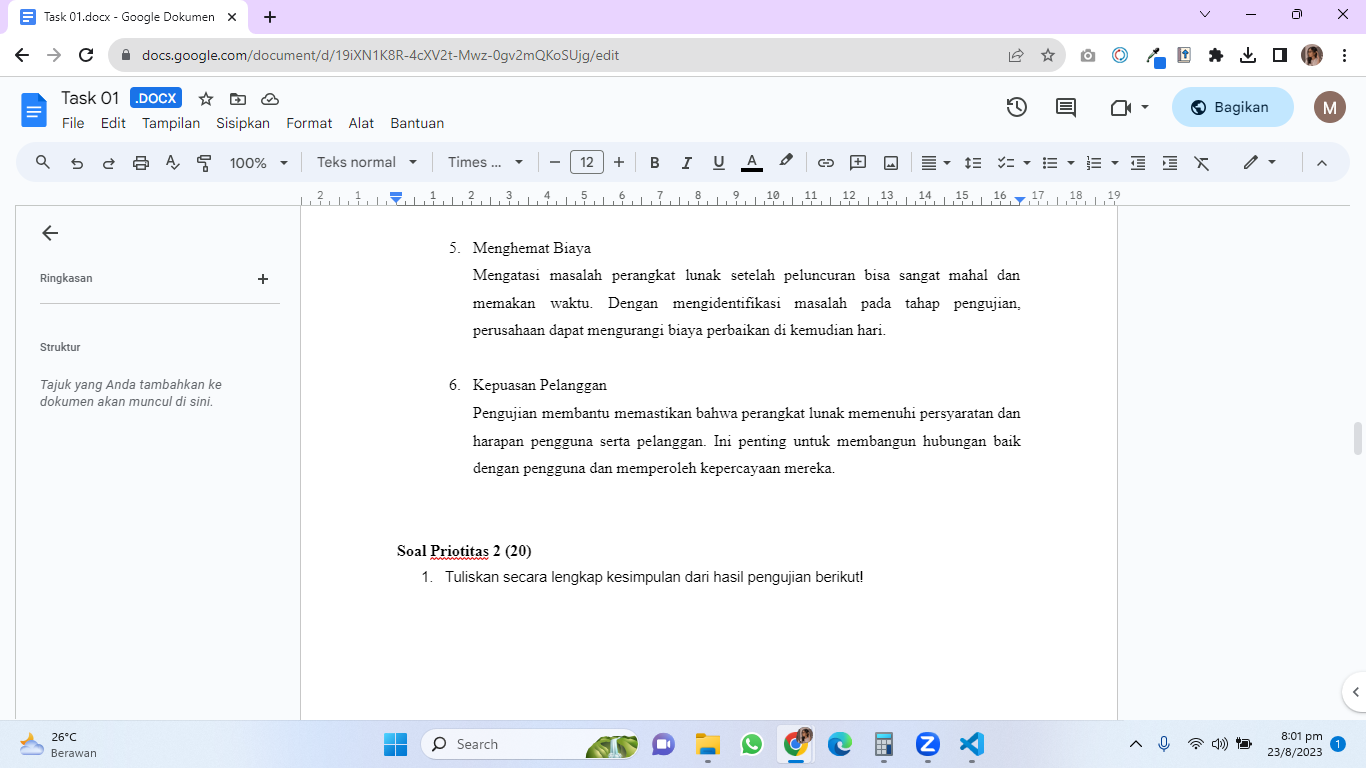 Task 01.docx - Google Dokumen
docs.google.com/document/d/19iXN1K8R-4cXV2t-Mwz-0gv2mQKoSUjg/edit
Task 01 .DOCX
File Edit Tampilan Sisipkan Format Alat Bantuan
Bagikan
M
100% Teks normal Times ... 12 B I U A
2 1 1 2 3 4 5 6 7 8 9 10 11 12 13 14 15 16 17 18 19
Ringkasan
Struktur
Tajuk yang Anda tambahkan ke
dokumen akan muncul di sini.
5. Menghemat Biaya
Mengatasi masalah perangkat lunak setelah peluncuran bisa sangat mahal dan
memakan waktu. Dengan mengidentifikasi masalah pada tahap pengujian,
perusahaan dapat mengurangi biaya perbaikan di kemudian hari.
6. Kepuasan Pelanggan
Pengujian membantu memastikan bahwa perangkat lunak memenuhi persyaratan dan
harapan pengguna serta pelanggan. Ini penting untuk membangun hubungan baik
dengan pengguna dan memperoleh kepercayaan mereka.
Soal Priotitas 2 (20)
1. Tuliskan secara lengkap kesimpulan dari hasil pengujian berikut!
26°C
Berawan
Search
8:01 pm
23/8/2023
1